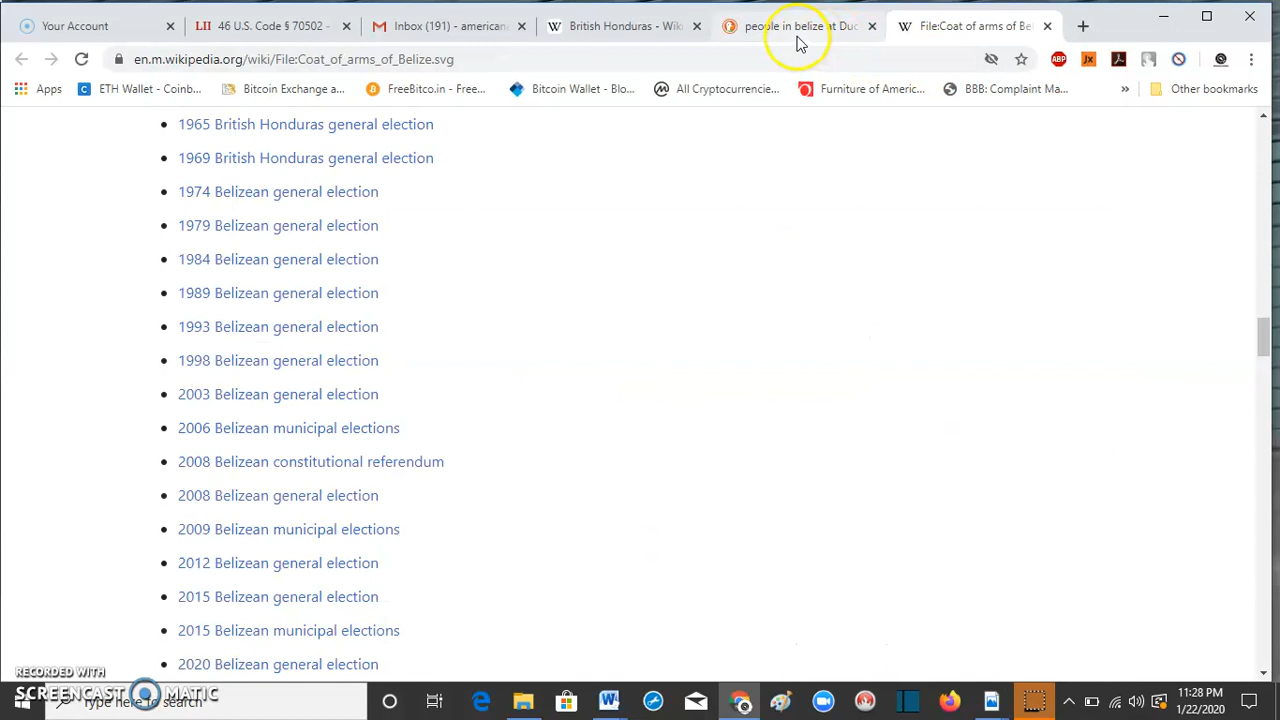 Your Account
46 U.S. Code § 70502 -
Inbox (191) - americane
British Honduras - Wiki
people in belize at Duc
File:Coat of arms of Be
en.m.wikipedia.org/wiki/File:Coat_of_arms_of_Belize.svg
Apps
ETH Wallet - Coinb...
Bitcoin Exchange a...
FreeBitco.in - Free...
Bitcoin Wallet - Blo...
All Cryptocurrencie...
Furniture of Americ...
BBB: Complaint Ma...
Other bookmarks
1965 British Honduras general election
1969 British Honduras general election
1974 Belizean general election
1979 Belizean general election
1984 Belizean general election
1989 Belizean general election
1993 Belizean general election
1998 Belizean general election
2003 Belizean general election
2006 Belizean municipal elections
2008 Belizean constitutional referendum
2008 Belizean general election
2009 Belizean municipal elections
2012 Belizean general election
2015 Belizean general election
2015 Belizean municipal elections
2020 Belizean general election
RECORDED WITH
SCREENCAST MATIC
Type here to search
11:28 PM
1/22/2020